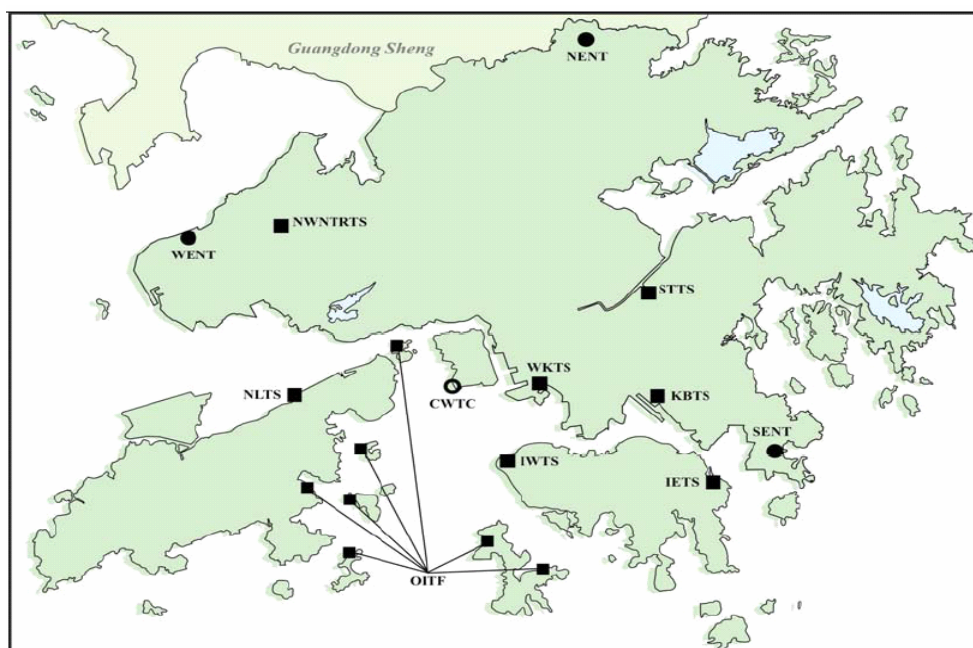 Guangdong Sheng
NENT
NWNTRTS
WENT
STTS
WKTS
NLTS
CWTC
KBTS
SENT
IWTS
IETS
OITF